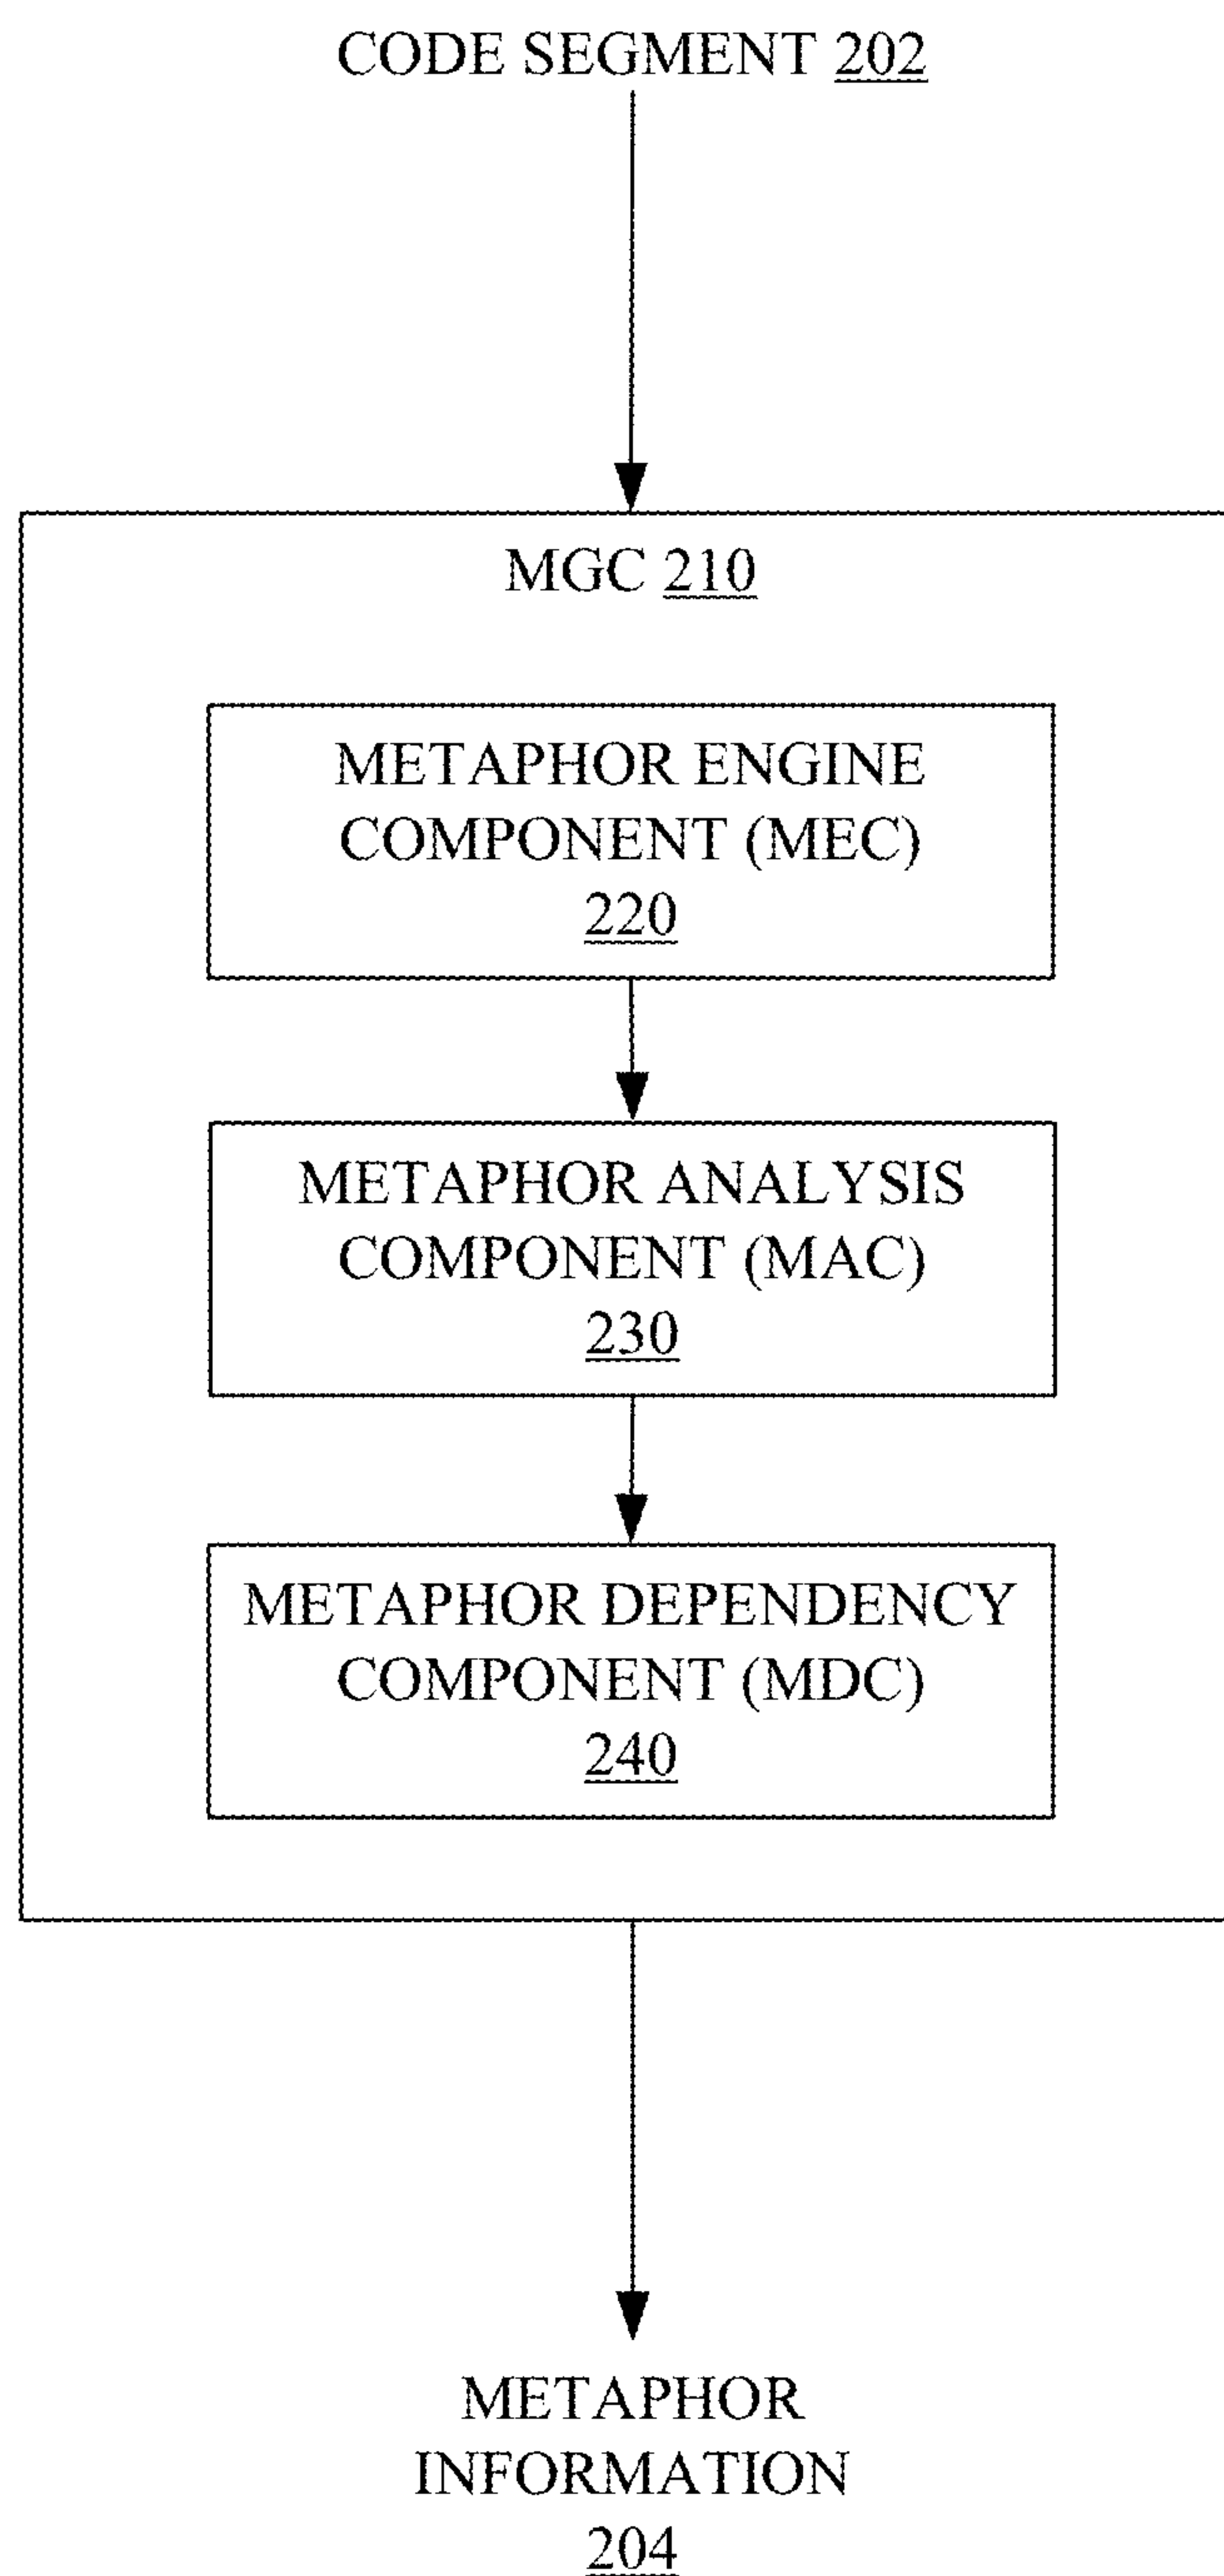 CODE SEGMENT 202
MGC 210
METAPHOR ENGINE
COMPONENT (MEC)
220
METAPHOR ANALYSIS
COMPONENT (MAC)
230
METAPHOR DEPENDENCY
COMPONENT (MDC)
240
METAPHOR
INFORMATION
204